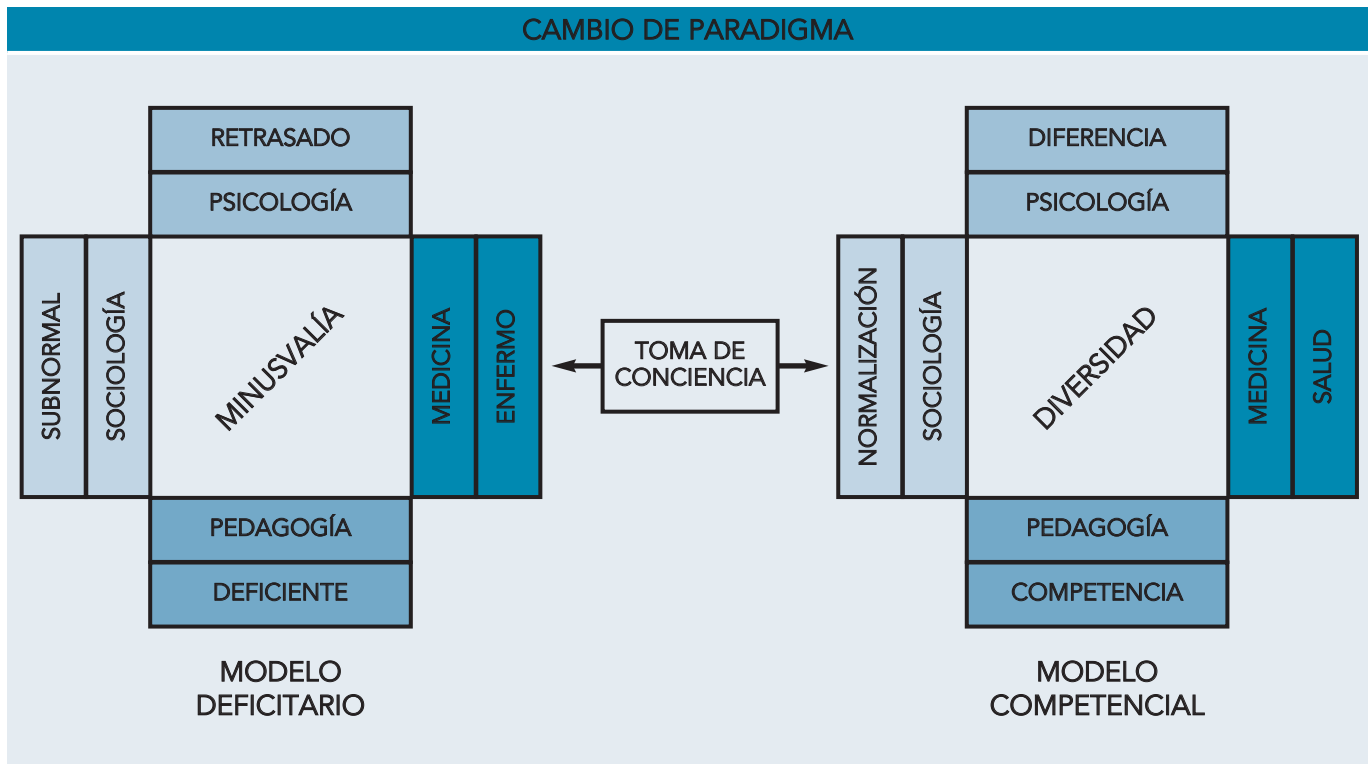 CAMBIO DE PARADIGMA
RETRASADO
PSICOLOGÍA
SUBNORMAL
SOCIOLOGÍA
MINUSVALÍA
MEDICINA
ENFERMO
PEDAGOGÍA
DEFICIENTE
MODELO
DEFICITARIO
TOMA DE
CONCIENCIA
DIFERENCIA
PSICOLOGÍA
NORMALIZACIÓN
SOCIOLOGÍA
DIVERSIDAD
MEDICINA
SALUD
PEDAGOGÍA
COMPETENCIA
MODELO
COMPETENCIAL